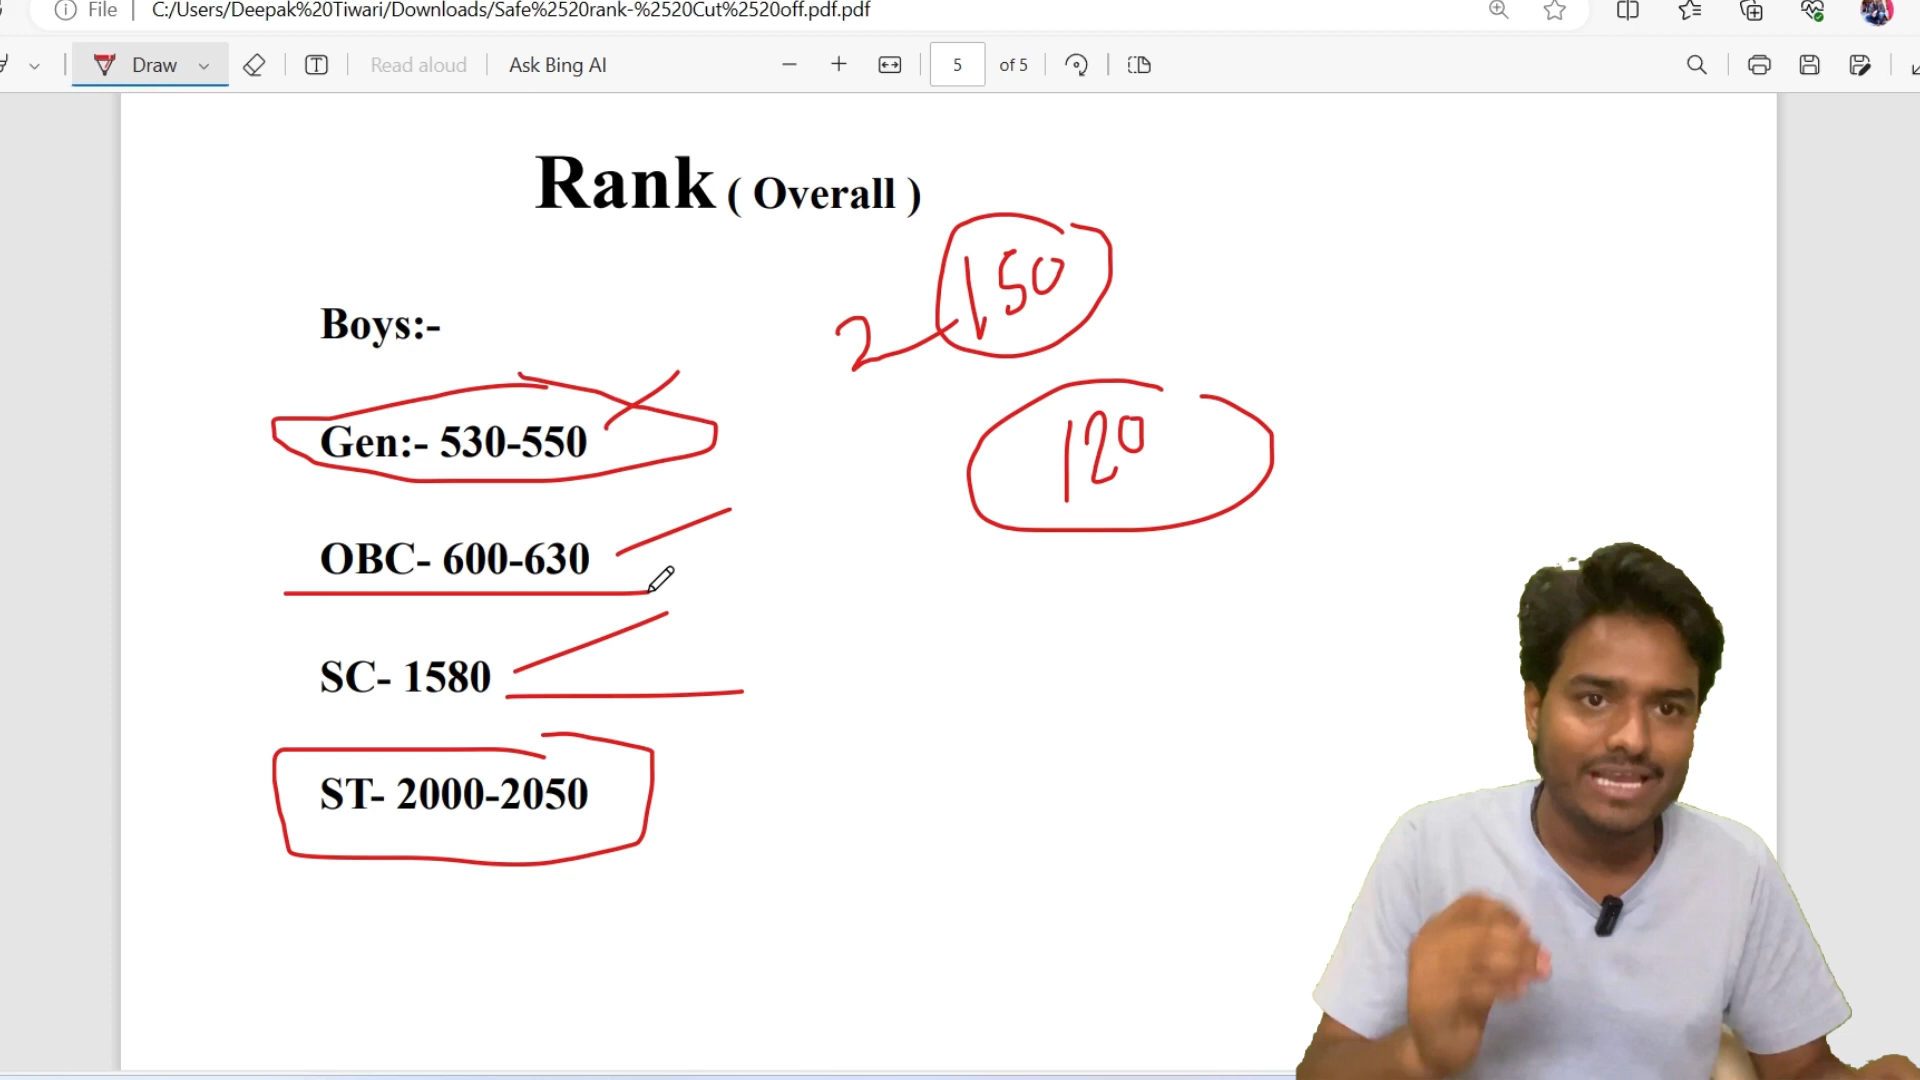 File C:/Users/Deepak%20Tiwari/Downloads/Safe%2520rank-%2520Cut%2520off.pdf.pdf
Draw Read aloud Ask Bing AI 5 of 5
Rank ( Overall )
150
Boys:-
2
Gen:- 530-550
120
OBC- 600-630
SC- 1580
ST- 2000-2050